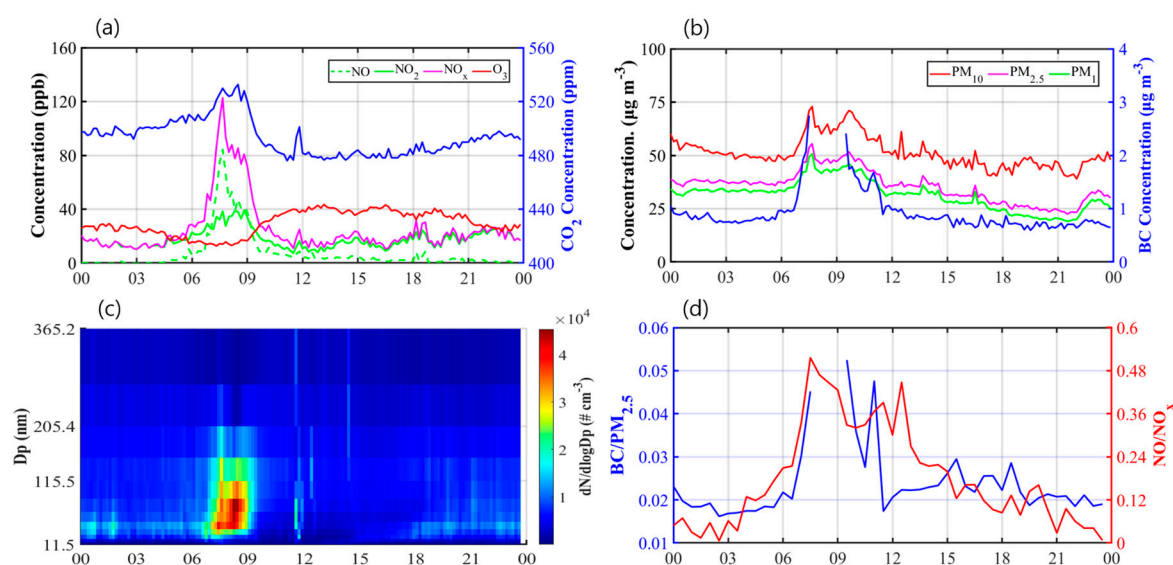 (a)
160
120
80
40
0
Concentration (ppb)
560
520
480
440
400
CO2 Concentration (ppm)
NO NO2 NOx O3
00 03 06 09 12 15 18 21 00
(b)
100
75
50
25
0
Concentration. (µg m-3)
4
3
2
1
0
BC Concentration (µg m-3)
PM10 PM2.5 PM1
00 03 06 09 12 15 18 21 00
(c)
365.2
205.4
115.5
11.5
Dp (nm)
×10^4
4
3
2
1
dN/dlogDp (# cm-3)
00 03 06 09 12 15 18 21 00
(d)
0.06
0.05
0.04
0.03
0.02
0.01
BC/PM2.5
0.6
0.48
0.36
0.24
0.12
0
NO/NOx
00 03 06 09 12 15 18 21 00